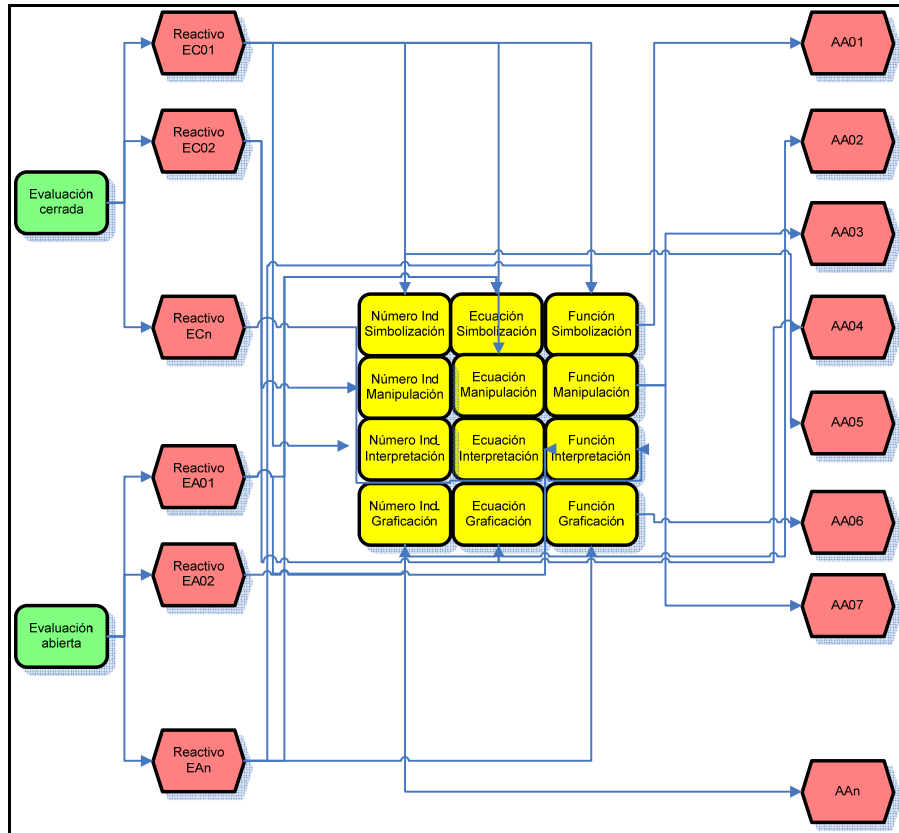 Reactivo
EC01
AA01
Reactivo
EC02
AA02
Evaluación
cerrada
AA03
Reactivo
ECn
Número Ind
Simbolización
Ecuación
Simbolización
Función
Simbolización
AA04
Número Ind
Manipulación
Ecuación
Manipulación
Función
Manipulación
AA05
Número Ind.
Interpretación
Ecuación
Interpretación
Función
Interpretación
Reactivo
EA01
Número Ind.
Graficación
Ecuación
Graficación
Función
Graficación
AA06
Reactivo
EA02
AA07
Evaluación
abierta
Reactivo
EAn
AAn